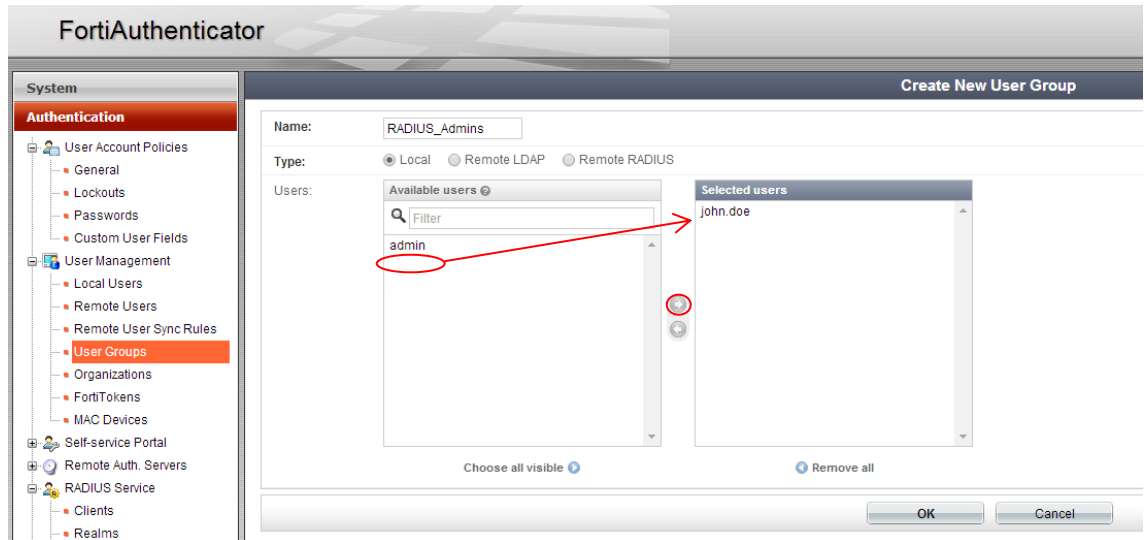 FortiAuthenticator
System
Authentication
User Account Policies
General
Lockouts
Passwords
Custom User Fields
User Management
Local Users
Remote Users
Remote User Sync Rules
User Groups
Organizations
FortiTokens
MAC Devices
Self-service Portal
Remote Auth. Servers
RADIUS Service
Clients
Realms
Create New User Group
Name: RADIUS_Admins
Type: Local Remote LDAP Remote RADIUS
Users: Available users Selected users
Filter john.doe
admin
Choose all visible Remove all
OK Cancel